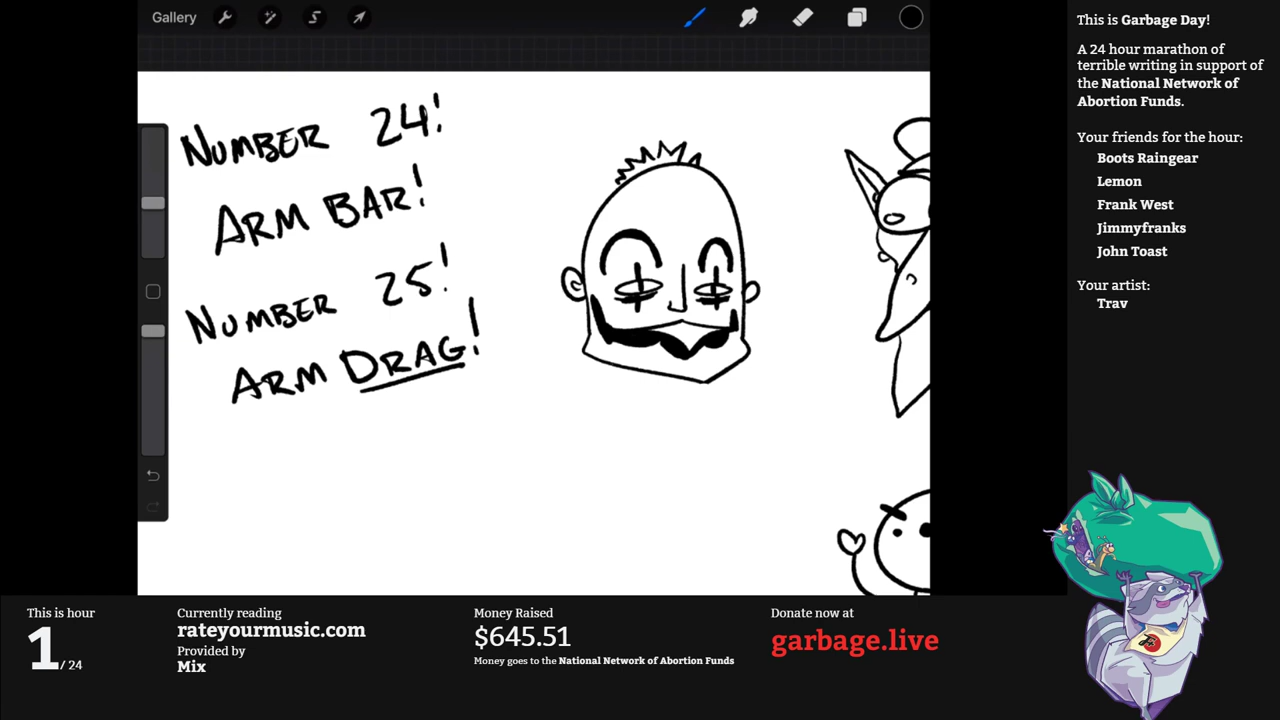 Gallery
NUMBER 24!
ARM BAR!
NUMBER 25!
ARM DRAG!
This is Garbage Day!
A 24 hour marathon of
terrible writing in support of
the National Network of
Abortion Funds.
Your friends for the hour:
Boots Raingear
Lemon
Frank West
Jimmyfranks
John Toast
Your artist:
Trav
This is hour
1 / 24
Currently reading
rateyourmusic.com
Provided by
Mix
Money Raised
$645.51
Money goes to the National Network of Abortion Funds
Donate now at
garbage.live